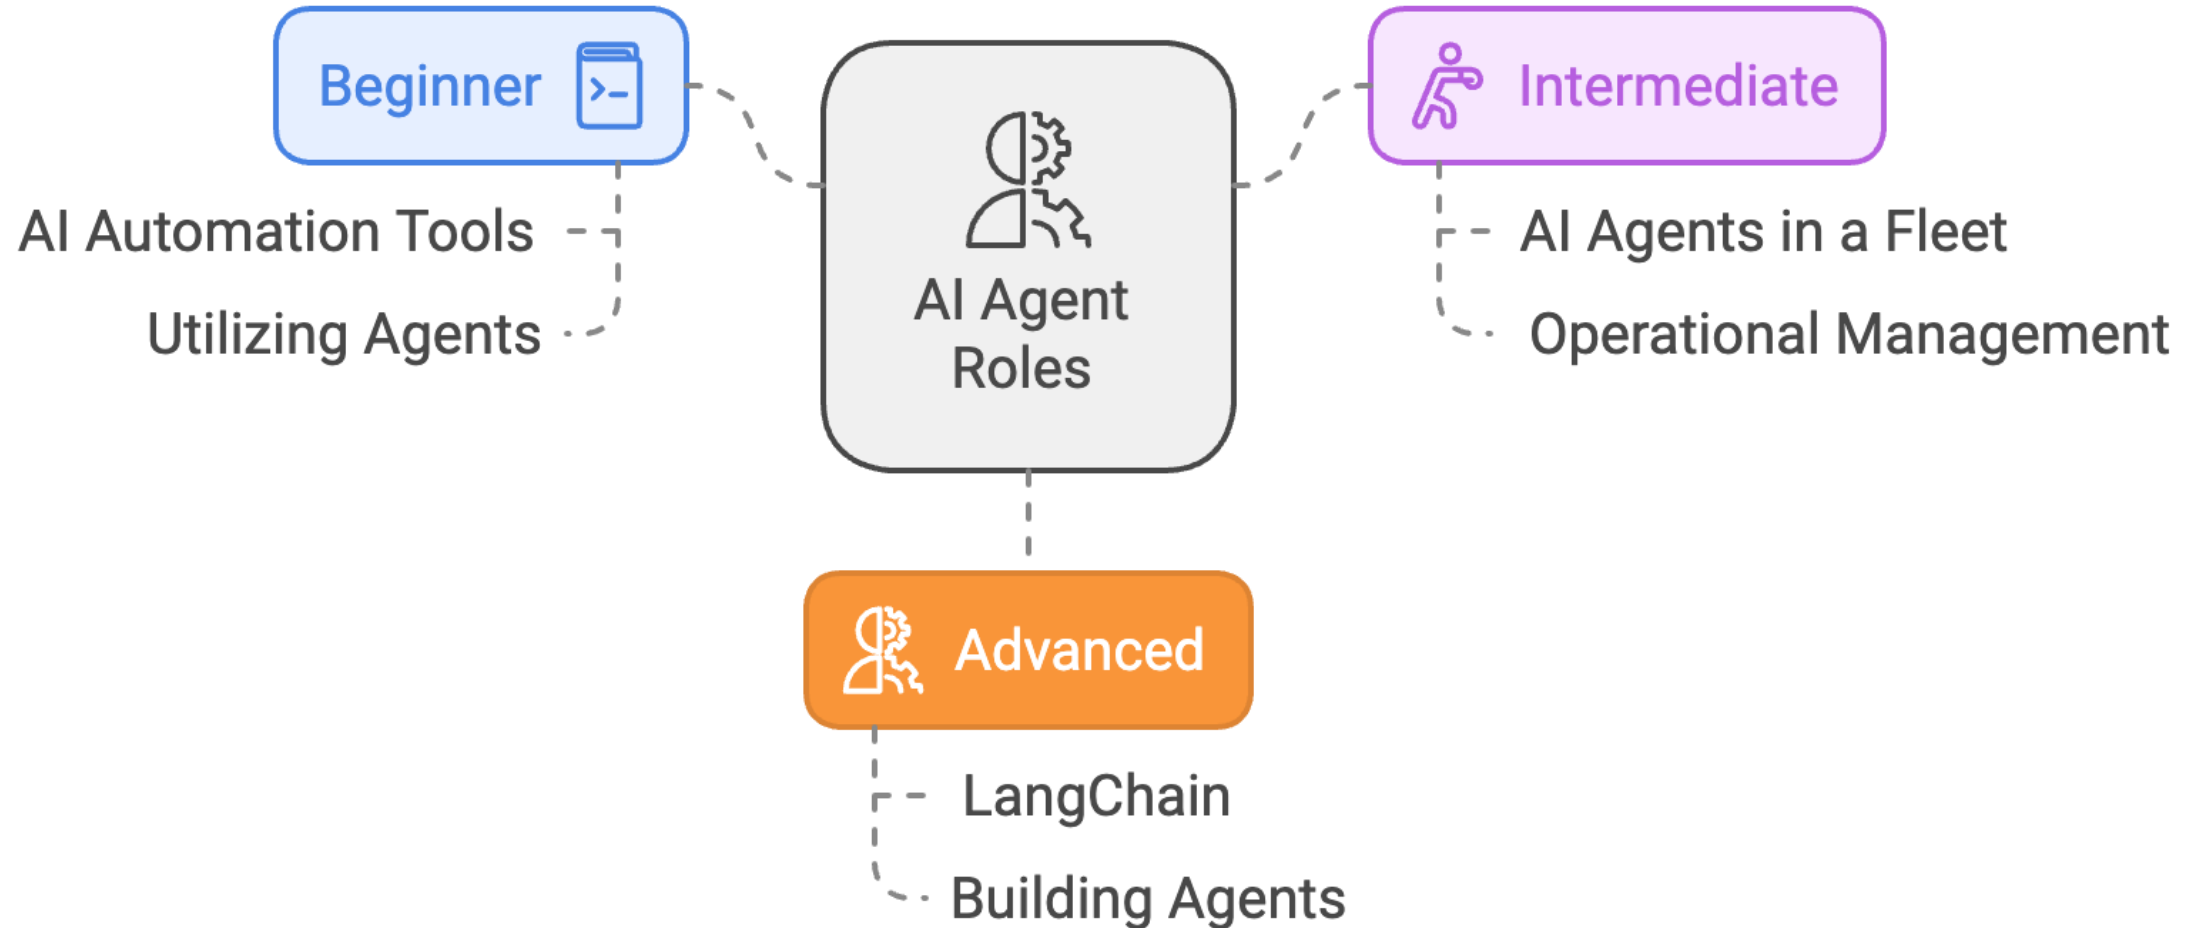 Beginner
AI Automation Tools
Utilizing Agents
AI Agent
Roles
Intermediate
AI Agents in a Fleet
Operational Management
Advanced
LangChain
Building Agents